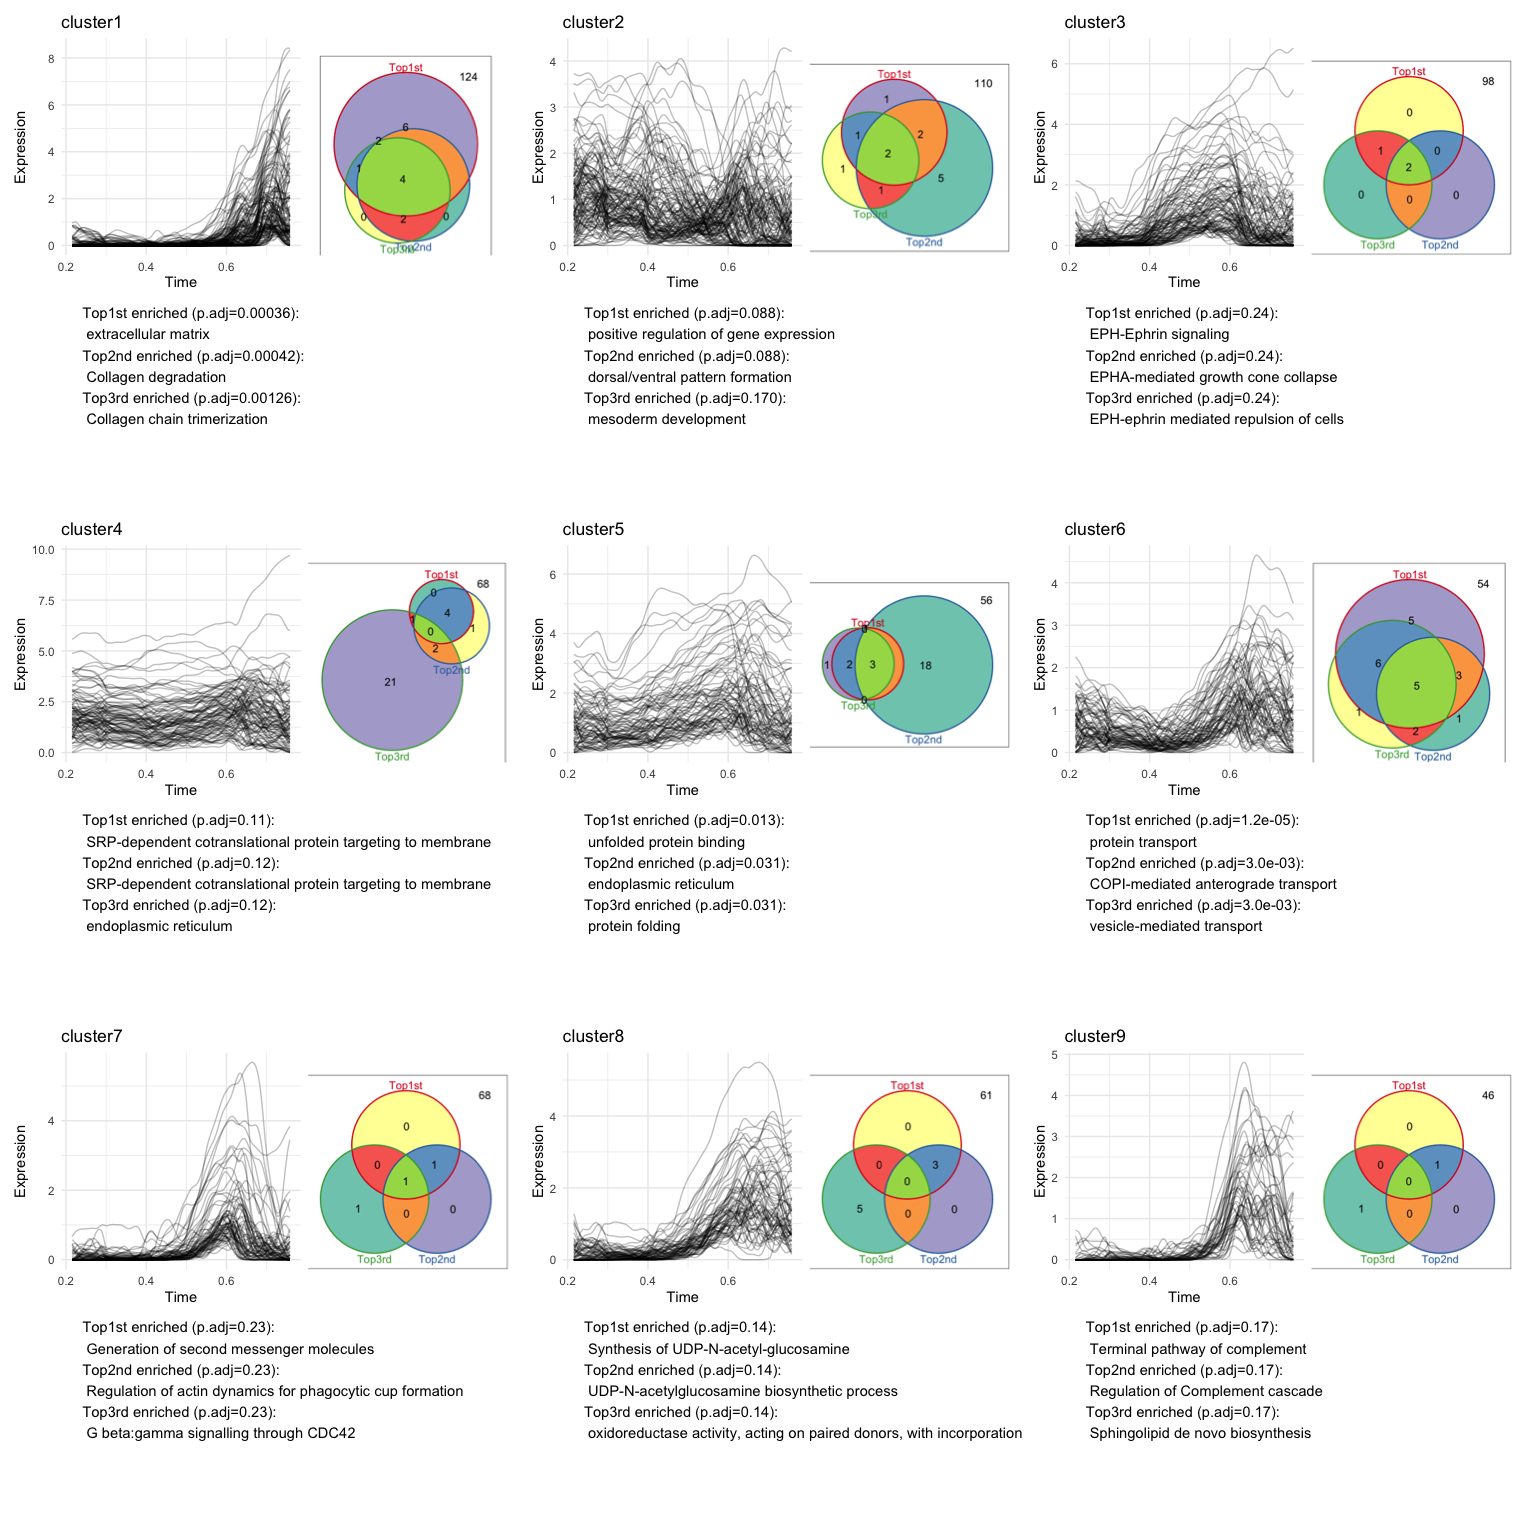 cluster1
8
6
4
2
0
Expression
0.2
0.4
0.6
Time
Top1st
124
6
2
1
4
0
2
0
Top2nd
Top1st enriched (p.adj=0.00036):
extracellular matrix
Top2nd enriched (p.adj=0.00042):
Collagen degradation
Top3rd enriched (p.adj=0.00126):
Collagen chain trimerization
cluster2
4
3
2
1
0
Expression
0.2
0.4
0.6
Time
Top1st
110
1
1
2
2
1
5
1
Top3rd
Top2nd
Top1st enriched (p.adj=0.088):
positive regulation of gene expression
Top2nd enriched (p.adj=0.088):
dorsal/ventral pattern formation
Top3rd enriched (p.adj=0.170):
mesoderm development
cluster3
6
4
2
0
Expression
0.2
0.4
0.6
Time
Top1st
98
0
1
0
2
0
0
0
Top3rd
Top2nd
Top1st enriched (p.adj=0.24):
EPH-Ephrin signaling
Top2nd enriched (p.adj=0.24):
EPHA-mediated growth cone collapse
Top3rd enriched (p.adj=0.24):
EPH-ephrin mediated repulsion of cells
cluster4
10.0
7.5
5.0
2.5
0.0
Expression
0.2
0.4
0.6
Time
Top1st
68
0
4
1
0
1
2
Top2nd
21
Top3rd
Top1st enriched (p.adj=0.11):
SRP-dependent cotranslational protein targeting to membrane
Top2nd enriched (p.adj=0.12):
SRP-dependent cotranslational protein targeting to membrane
Top3rd enriched (p.adj=0.12):
endoplasmic reticulum
cluster5
6
4
2
0
Expression
0.2
0.4
0.6
Time
56
Top1st
0
1
2
3
18
0
Top3rd
Top2nd
Top1st enriched (p.adj=0.013):
unfolded protein binding
Top2nd enriched (p.adj=0.031):
endoplasmic reticulum
Top3rd enriched (p.adj=0.031):
protein folding
cluster6
4
3
2
1
0
Expression
0.2
0.4
0.6
Time
Top1st
54
5
6
3
5
1
1
2
Top3rd
Top2nd
Top1st enriched (p.adj=1.2e-05):
protein transport
Top2nd enriched (p.adj=3.0e-03):
COPI-mediated anterograde transport
Top3rd enriched (p.adj=3.0e-03):
vesicle-mediated transport
cluster7
4
2
0
Expression
0.2
0.4
0.6
Time
Top1st
68
0
0
1
1
1
0
0
Top3rd
Top2nd
Top1st enriched (p.adj=0.23):
Generation of second messenger molecules
Top2nd enriched (p.adj=0.23):
Regulation of actin dynamics for phagocytic cup formation
Top3rd enriched (p.adj=0.23):
G beta:gamma signalling through CDC42
cluster8
4
2
0
Expression
0.2
0.4
0.6
Time
Top1st
61
0
0
3
0
5
0
0
Top3rd
Top2nd
Top1st enriched (p.adj=0.14):
Synthesis of UDP-N-acetyl-glucosamine
Top2nd enriched (p.adj=0.14):
UDP-N-acetylglucosamine biosynthetic process
Top3rd enriched (p.adj=0.14):
oxidoreductase activity, acting on paired donors, with incorporation
cluster9
5
4
3
2
1
0
Expression
0.2
0.4
0.6
Time
Top1st
46
0
0
1
0
1
0
0
Top3rd
Top2nd
Top1st enriched (p.adj=0.17):
Terminal pathway of complement
Top2nd enriched (p.adj=0.17):
Regulation of Complement cascade
Top3rd enriched (p.adj=0.17):
Sphingolipid de novo biosynthesis